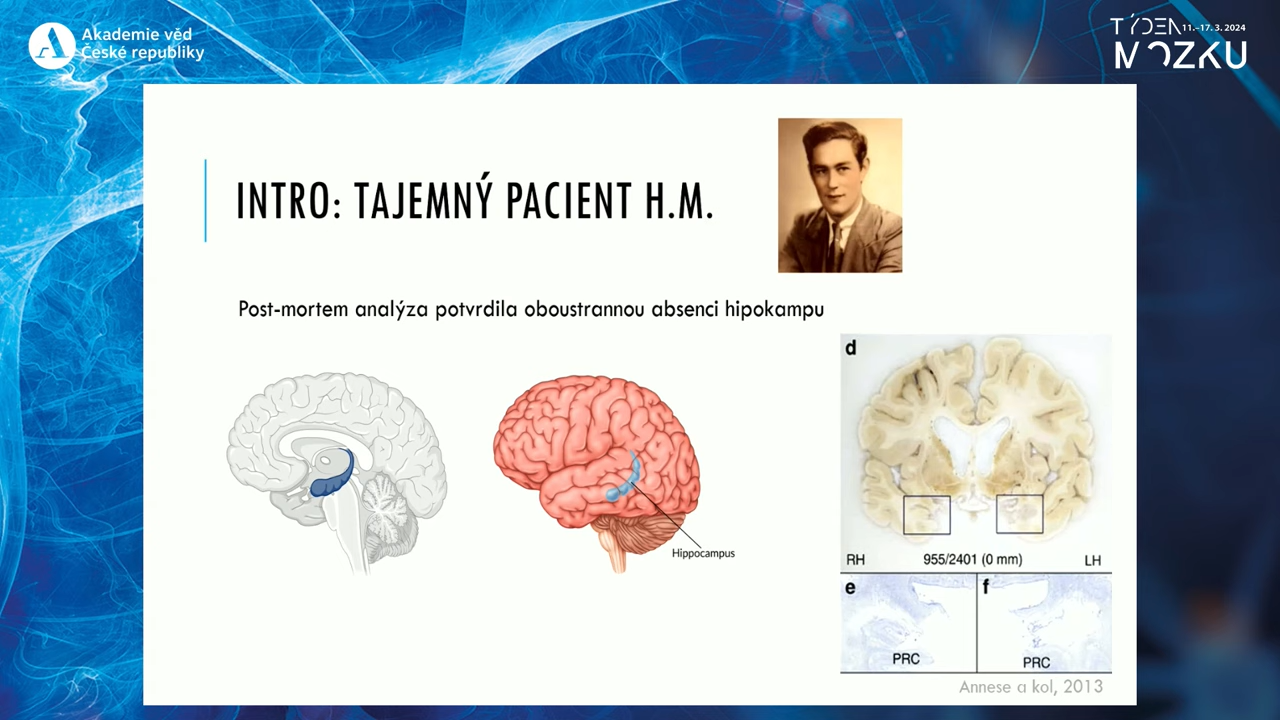 Akademie věd
České republiky
TÝDEN 11.–17. 3. 2024
MOZKU
INTRO: TAJEMNÝ PACIENT H.M.
Post-mortem analýza potvrdila oboustrannou absenci hipokampu
Hippocampus
d
RH 955/2401 (0 mm) LH
e f
PRC PRC
Annese a kol, 2013